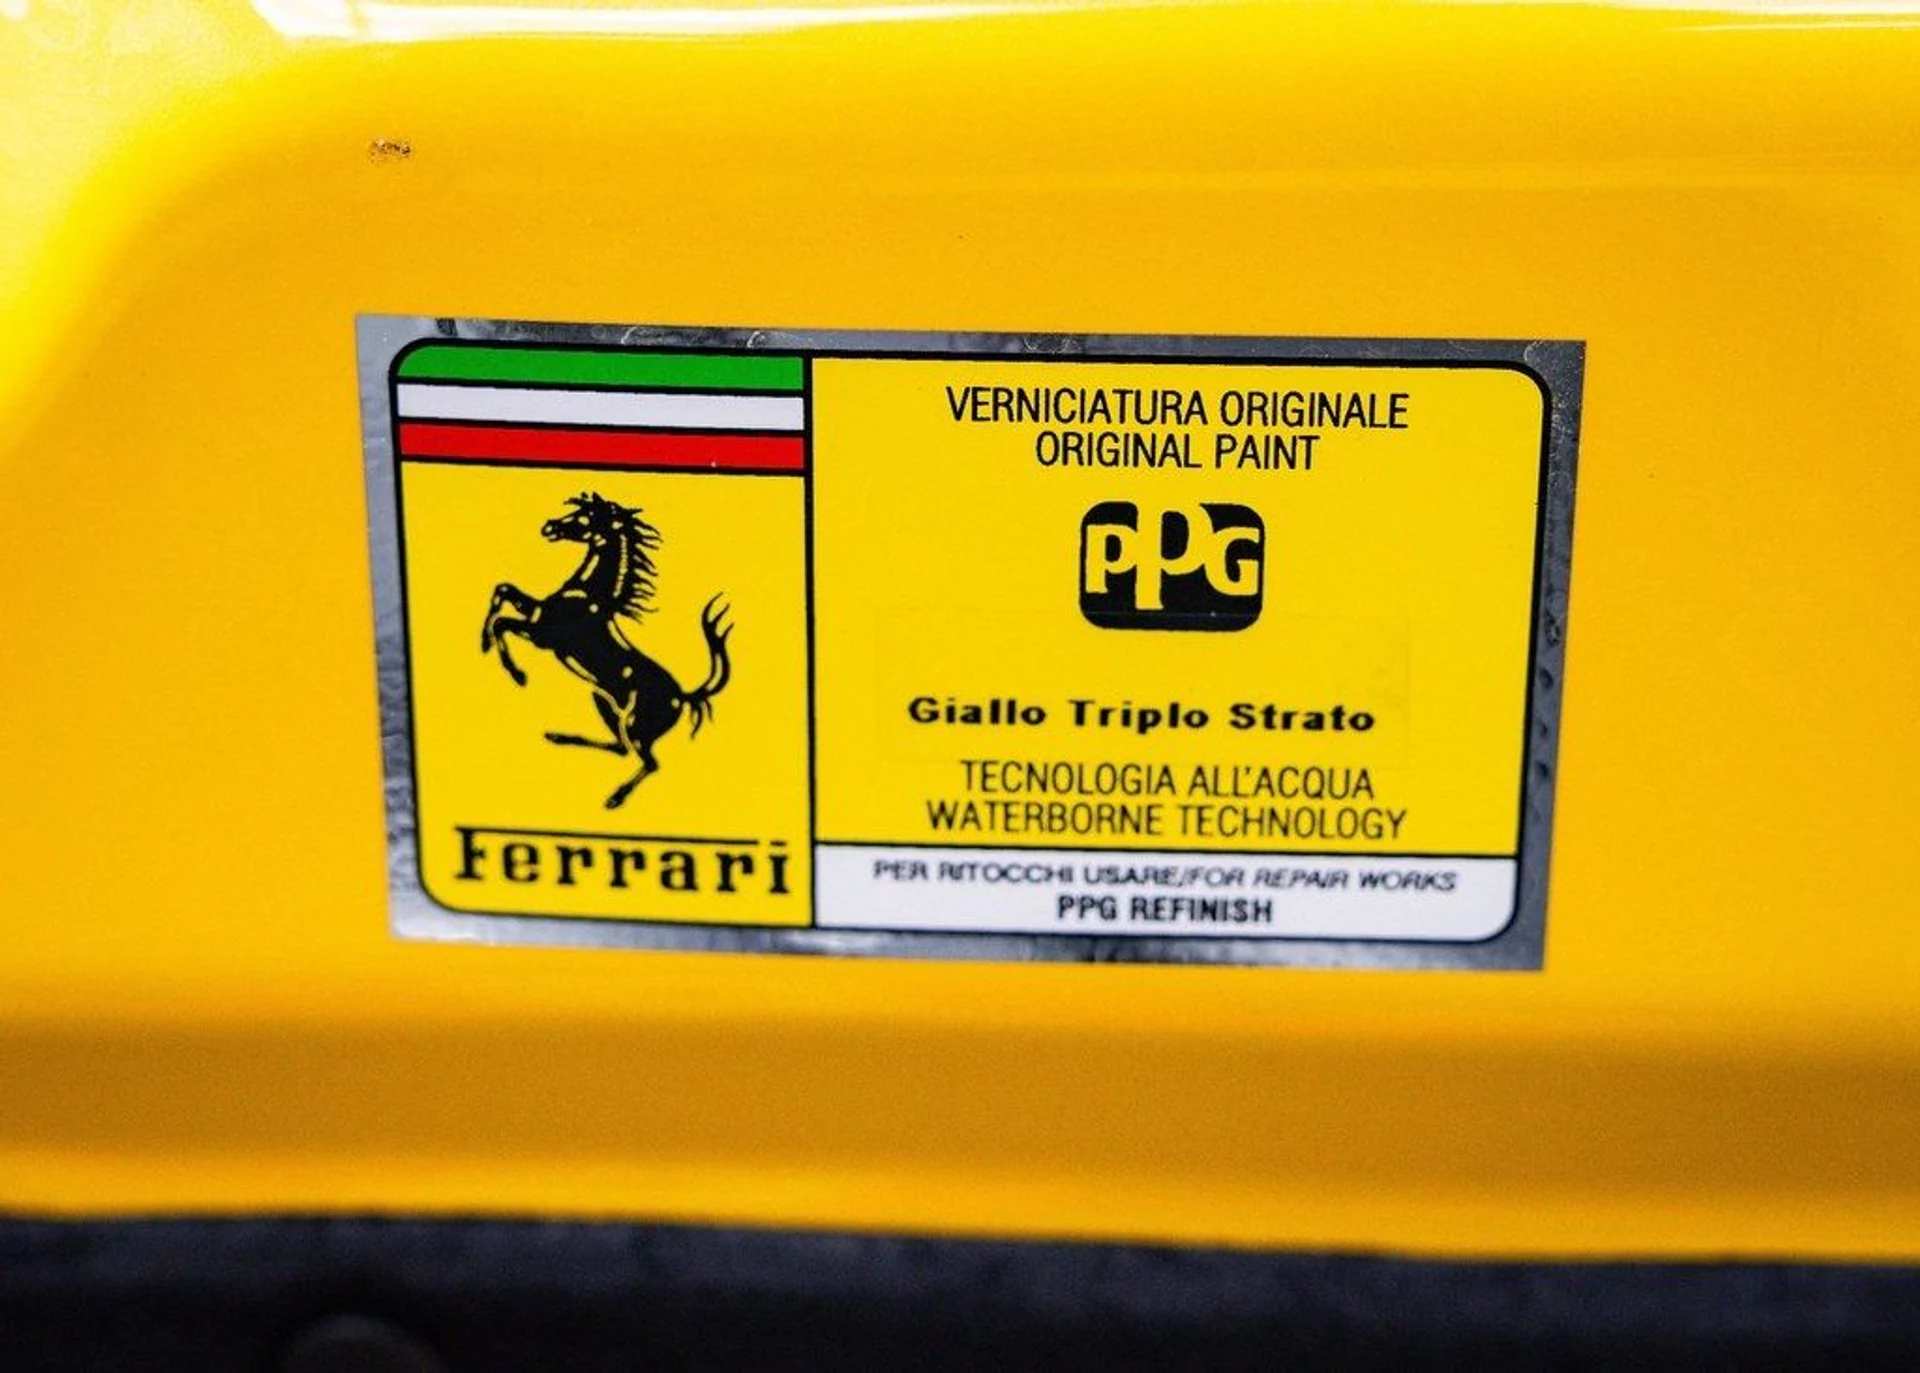 VERNICIATURA ORIGINALE
ORIGINAL PAINT
PPG
Giallo Triplo Strato
TECNOLOGIA ALL'ACQUA
WATERBORNE TECHNOLOGY
Ferrari
PER RITOCCHI USARE/FOR REPAIR WORKS
PPG REFINISH